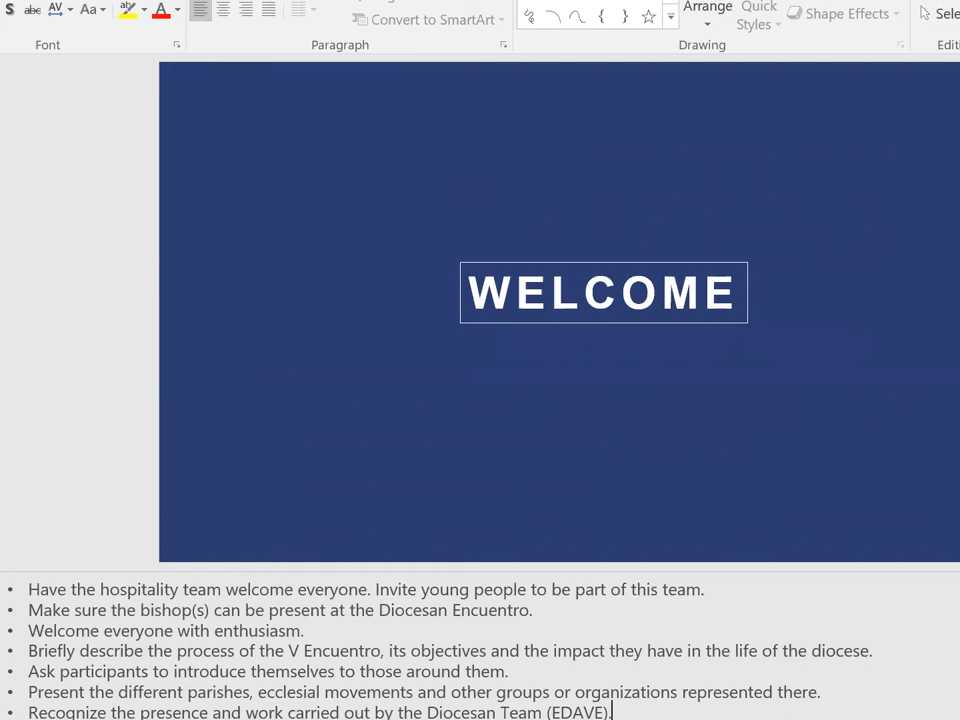 S abc AV Aa aby A
Convert to SmartArt
{ }
Arrange
Quick
Styles
Shape Effects
Font
Paragraph
Drawing
WELCOME
• Have the hospitality team welcome everyone. Invite young people to be part of this team.
• Make sure the bishop(s) can be present at the Diocesan Encuentro.
• Welcome everyone with enthusiasm.
• Briefly describe the process of the V Encuentro, its objectives and the impact they have in the life of the diocese.
• Ask participants to introduce themselves to those around them.
• Present the different parishes, ecclesial movements and other groups or organizations represented there.
• Recognize the presence and work carried out by the Diocesan Team (EDAVE).